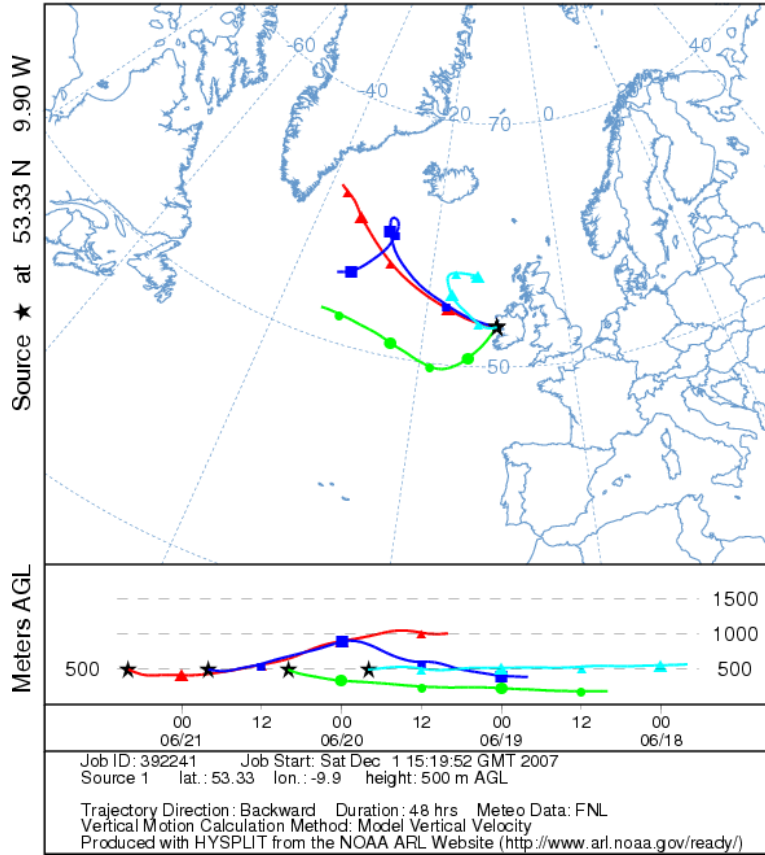 Source ★ at 53.33 N 9.90 W
-60
-40
-20
0
40
70
60
50
Meters AGL
1500
1000
500
500
00 12 00 12 00 12 00
06/21 06/20 06/19 06/18
Job ID: 392241 Job Start: Sat Dec 1 15:19:52 GMT 2007
Source 1 lat.: 53.33 lon.: -9.9 height: 500 m AGL
Trajectory Direction: Backward Duration: 48 hrs Meteo Data: FNL
Vertical Motion Calculation Method: Model Vertical Velocity
Produced with HYSPLIT from the NOAA ARL Website (http://www.arl.noaa.gov/ready/)